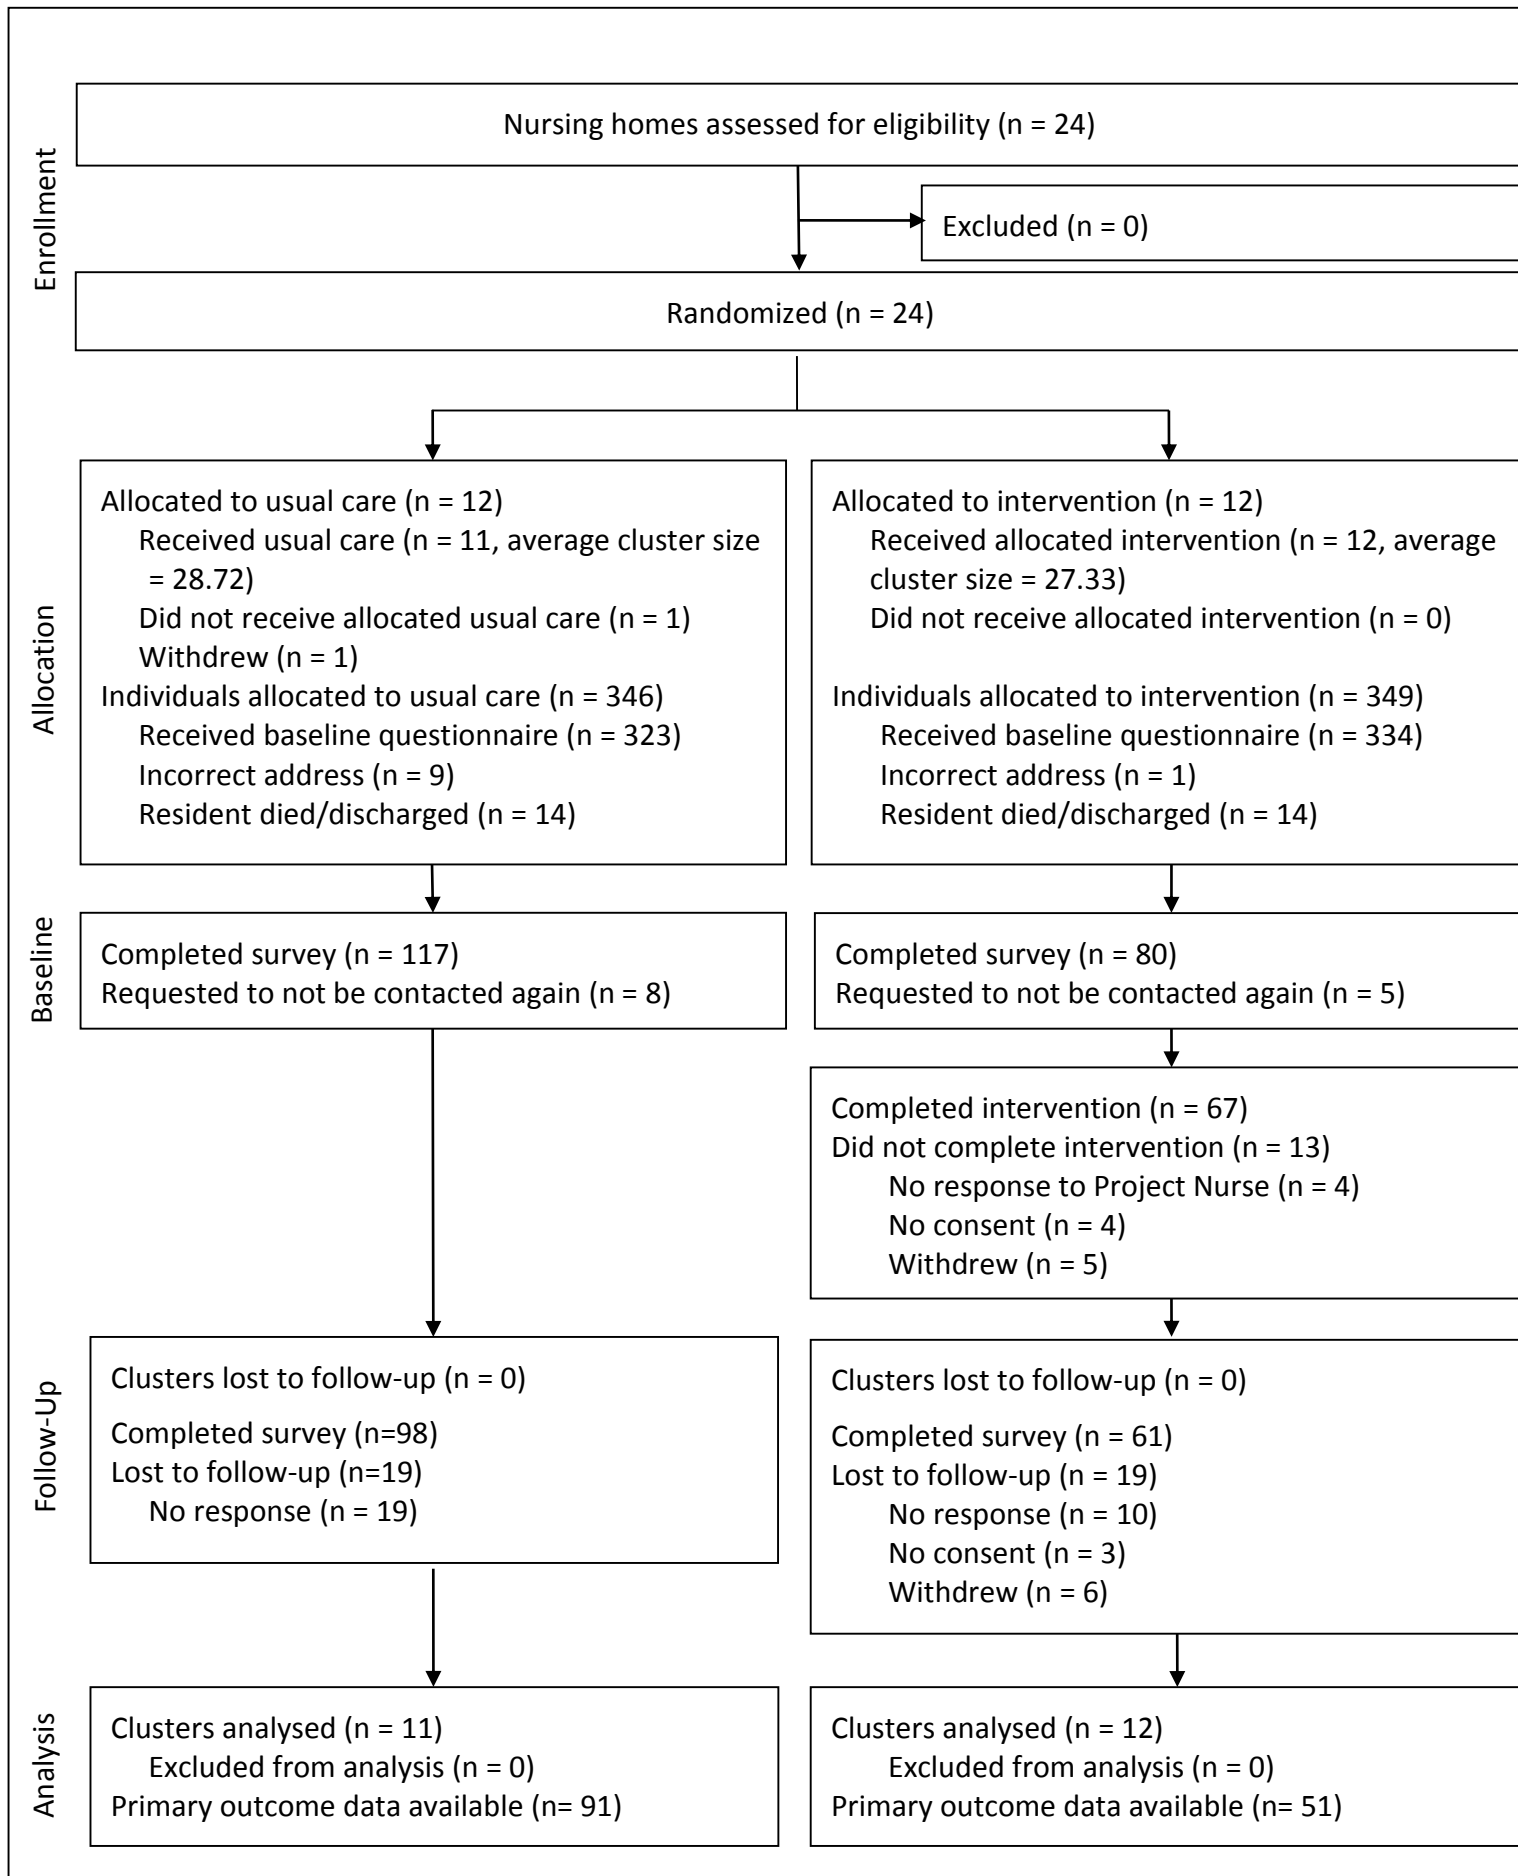 Enrollment
Nursing homes assessed for eligibility (n = 24)
Excluded (n = 0)
Randomized (n = 24)
Allocation
Allocated to usual care (n = 12)
Received usual care (n = 11, average cluster size
= 28.72)
Did not receive allocated usual care (n = 1)
Withdrew (n = 1)
Individuals allocated to usual care (n = 346)
Received baseline questionnaire (n = 323)
Incorrect address (n = 9)
Resident died/discharged (n = 14)
Allocated to intervention (n = 12)
Received allocated intervention (n = 12, average
cluster size = 27.33)
Did not receive allocated intervention (n = 0)
Individuals allocated to intervention (n = 349)
Received baseline questionnaire (n = 334)
Incorrect address (n = 1)
Resident died/discharged (n = 14)
Baseline
Completed survey (n = 117)
Requested to not be contacted again (n = 8)
Completed survey (n = 80)
Requested to not be contacted again (n = 5)
Completed intervention (n = 67)
Did not complete intervention (n = 13)
No response to Project Nurse (n = 4)
No consent (n = 4)
Withdrew (n = 5)
Follow-Up
Clusters lost to follow-up (n = 0)
Completed survey (n=98)
Lost to follow-up (n=19)
No response (n = 19)
Clusters lost to follow-up (n = 0)
Completed survey (n = 61)
Lost to follow-up (n = 19)
No response (n = 10)
No consent (n = 3)
Withdrew (n = 6)
Analysis
Clusters analysed (n = 11)
Excluded from analysis (n = 0)
Primary outcome data available (n= 91)
Clusters analysed (n = 12)
Excluded from analysis (n = 0)
Primary outcome data available (n= 51)